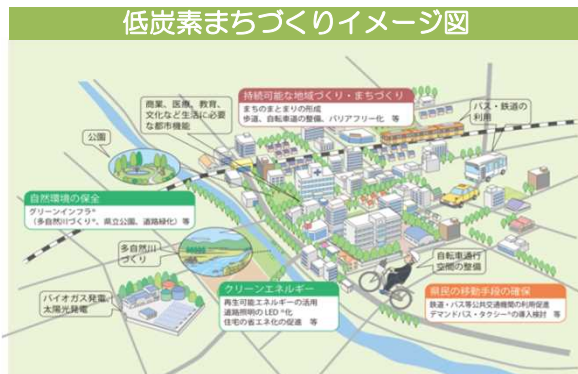 低炭素まちづくりイメージ図
持続可能な地域づくり・まちづくり
まちのまとまりの形成
歩道、自転車道の整備、バリアフリー化　等
商業、医療、教育、
文化など生活に必要
な都市機能
バス・鉄道の
利用
公園
自然環境の保全
グリーンインフラ*
（多自然川づくり*、県立公園、道路緑化）等
多自然川
づくり
自転車通行
空間の整備
バイオガス発電、
太陽光発電
クリーンエネルギー
再生可能エネルギーの活用
道路照明のLED*化
住宅の省エネ化の促進　等
県民の移動手段の確保
鉄道・バス等公共交通機関の利用促進
デマンドバス・タクシー*の導入検討　等